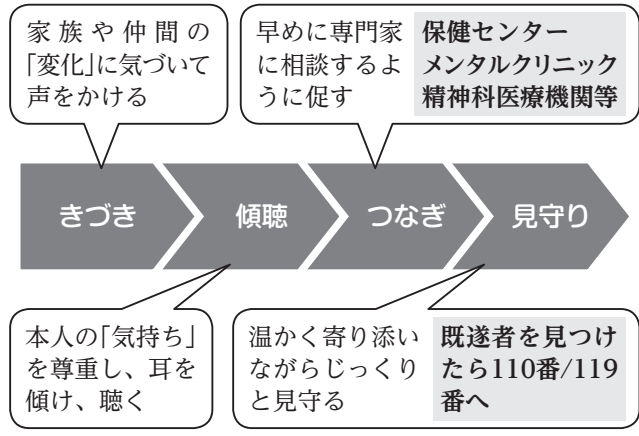 家族や仲間の
「変化」に気づいて
声をかける
早めに専門家
に相談するよ
うに促す
保健センター
メンタルクリニック
精神科医療機関等
きづき
傾聴
つなぎ
見守り
本人の「気持ち」
を尊重し、耳を
傾け、聴く
温かく寄り添い
ながらじっくり
と見守る
既遂者を見つけ
たら110番/119
番へ